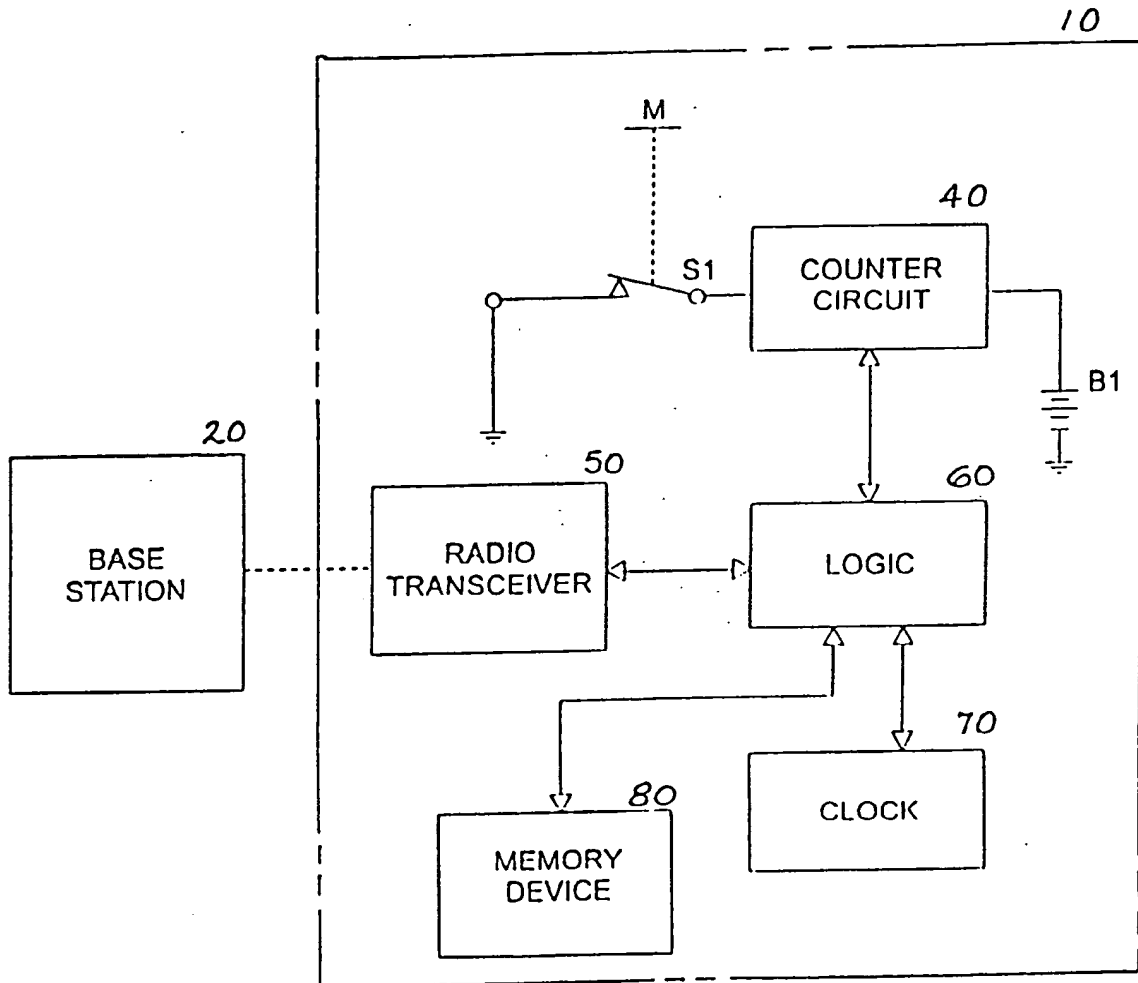 10
M
40
S1
COUNTER
CIRCUIT
B1
20
50
60
BASE
STATION
RADIO
TRANSCEIVER
LOGIC
70
80
CLOCK
MEMORY
DEVICE